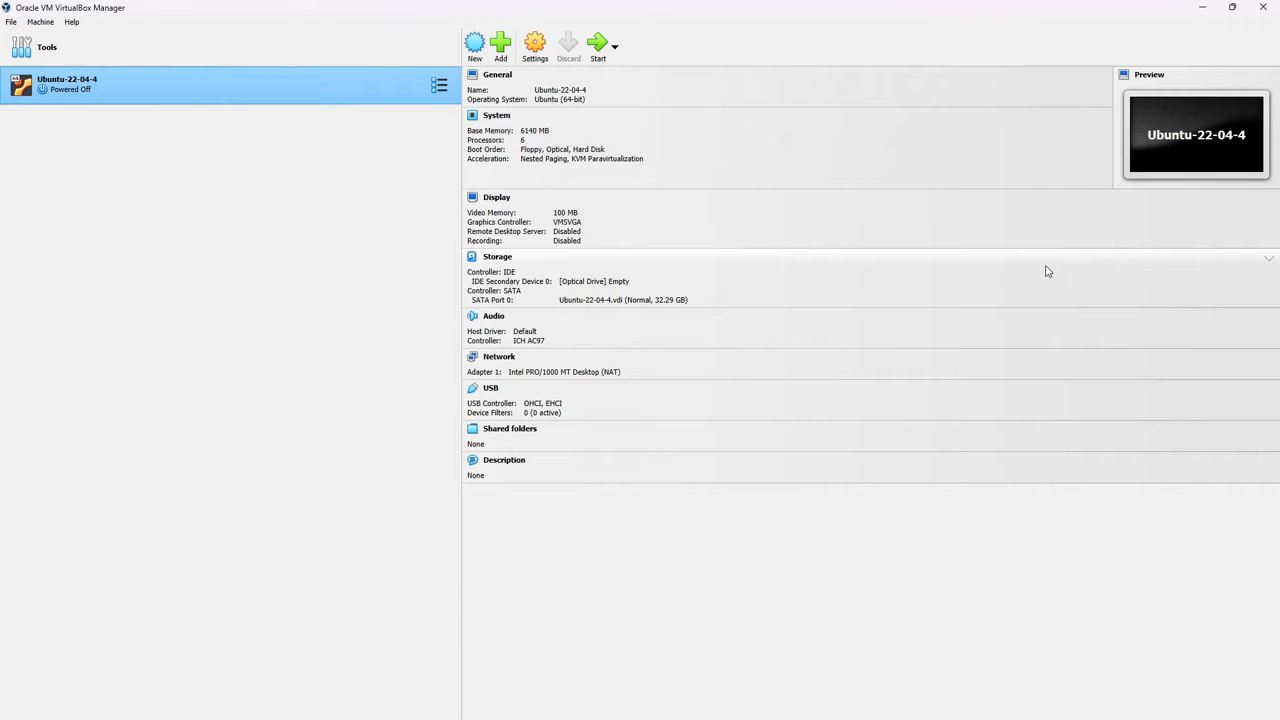 Oracle VM VirtualBox Manager
File Machine Help
Tools
Ubuntu-22-04-4
Powered Off
New Add Settings Discard Start
General
Name: Ubuntu-22-04-4
Operating System: Ubuntu (64-bit)
System
Base Memory: 6140 MB
Processors: 6
Boot Order: Floppy, Optical, Hard Disk
Acceleration: Nested Paging, KVM Paravirtualization
Preview
Ubuntu-22-04-4
Display
Video Memory: 100 MB
Graphics Controller: VMSVGA
Remote Desktop Server: Disabled
Recording: Disabled
Storage
Controller: IDE
IDE Secondary Device 0: [Optical Drive] Empty
Controller: SATA
SATA Port 0: Ubuntu-22-04-4.vdi (Normal, 32.29 GB)
Audio
Host Driver: Default
Controller: ICH AC97
Network
Adapter 1: Intel PRO/1000 MT Desktop (NAT)
USB
USB Controller: OHCI, EHCI
Device Filters: 0 (0 active)
Shared folders
None
Description
None